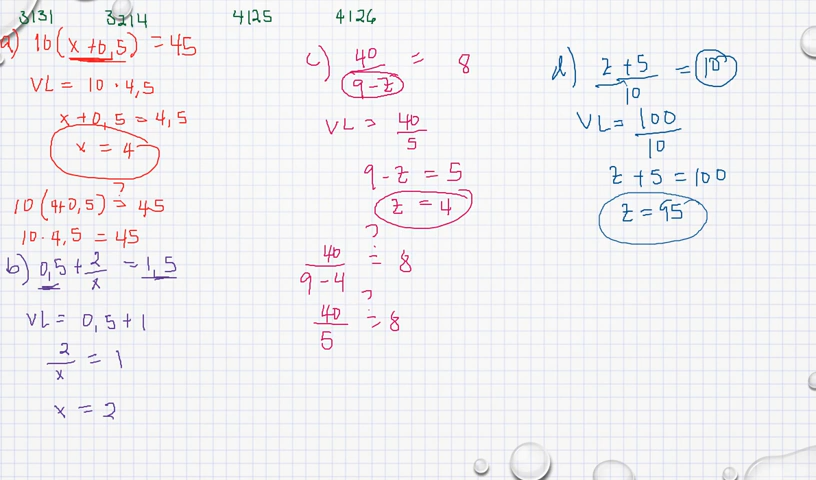 3131 3214 4125 4126
a) 10(x+0,5) = 45
VL = 10 · 4,5
x+0,5 = 4,5
x = 4
10(4+0,5) ?= 45
10·4,5 = 45
b) 0,5 + 2/x = 1,5
VL = 0,5+1
2/x = 1
x = 2
c) 40/(9-z) = 8
VL = 40/5
9-z = 5
z = 4
40/(9-4) ?= 8
40/5 ?= 8
d) (z+5)/10 = 10
VL = 100/10
z+5 = 100
z = 95